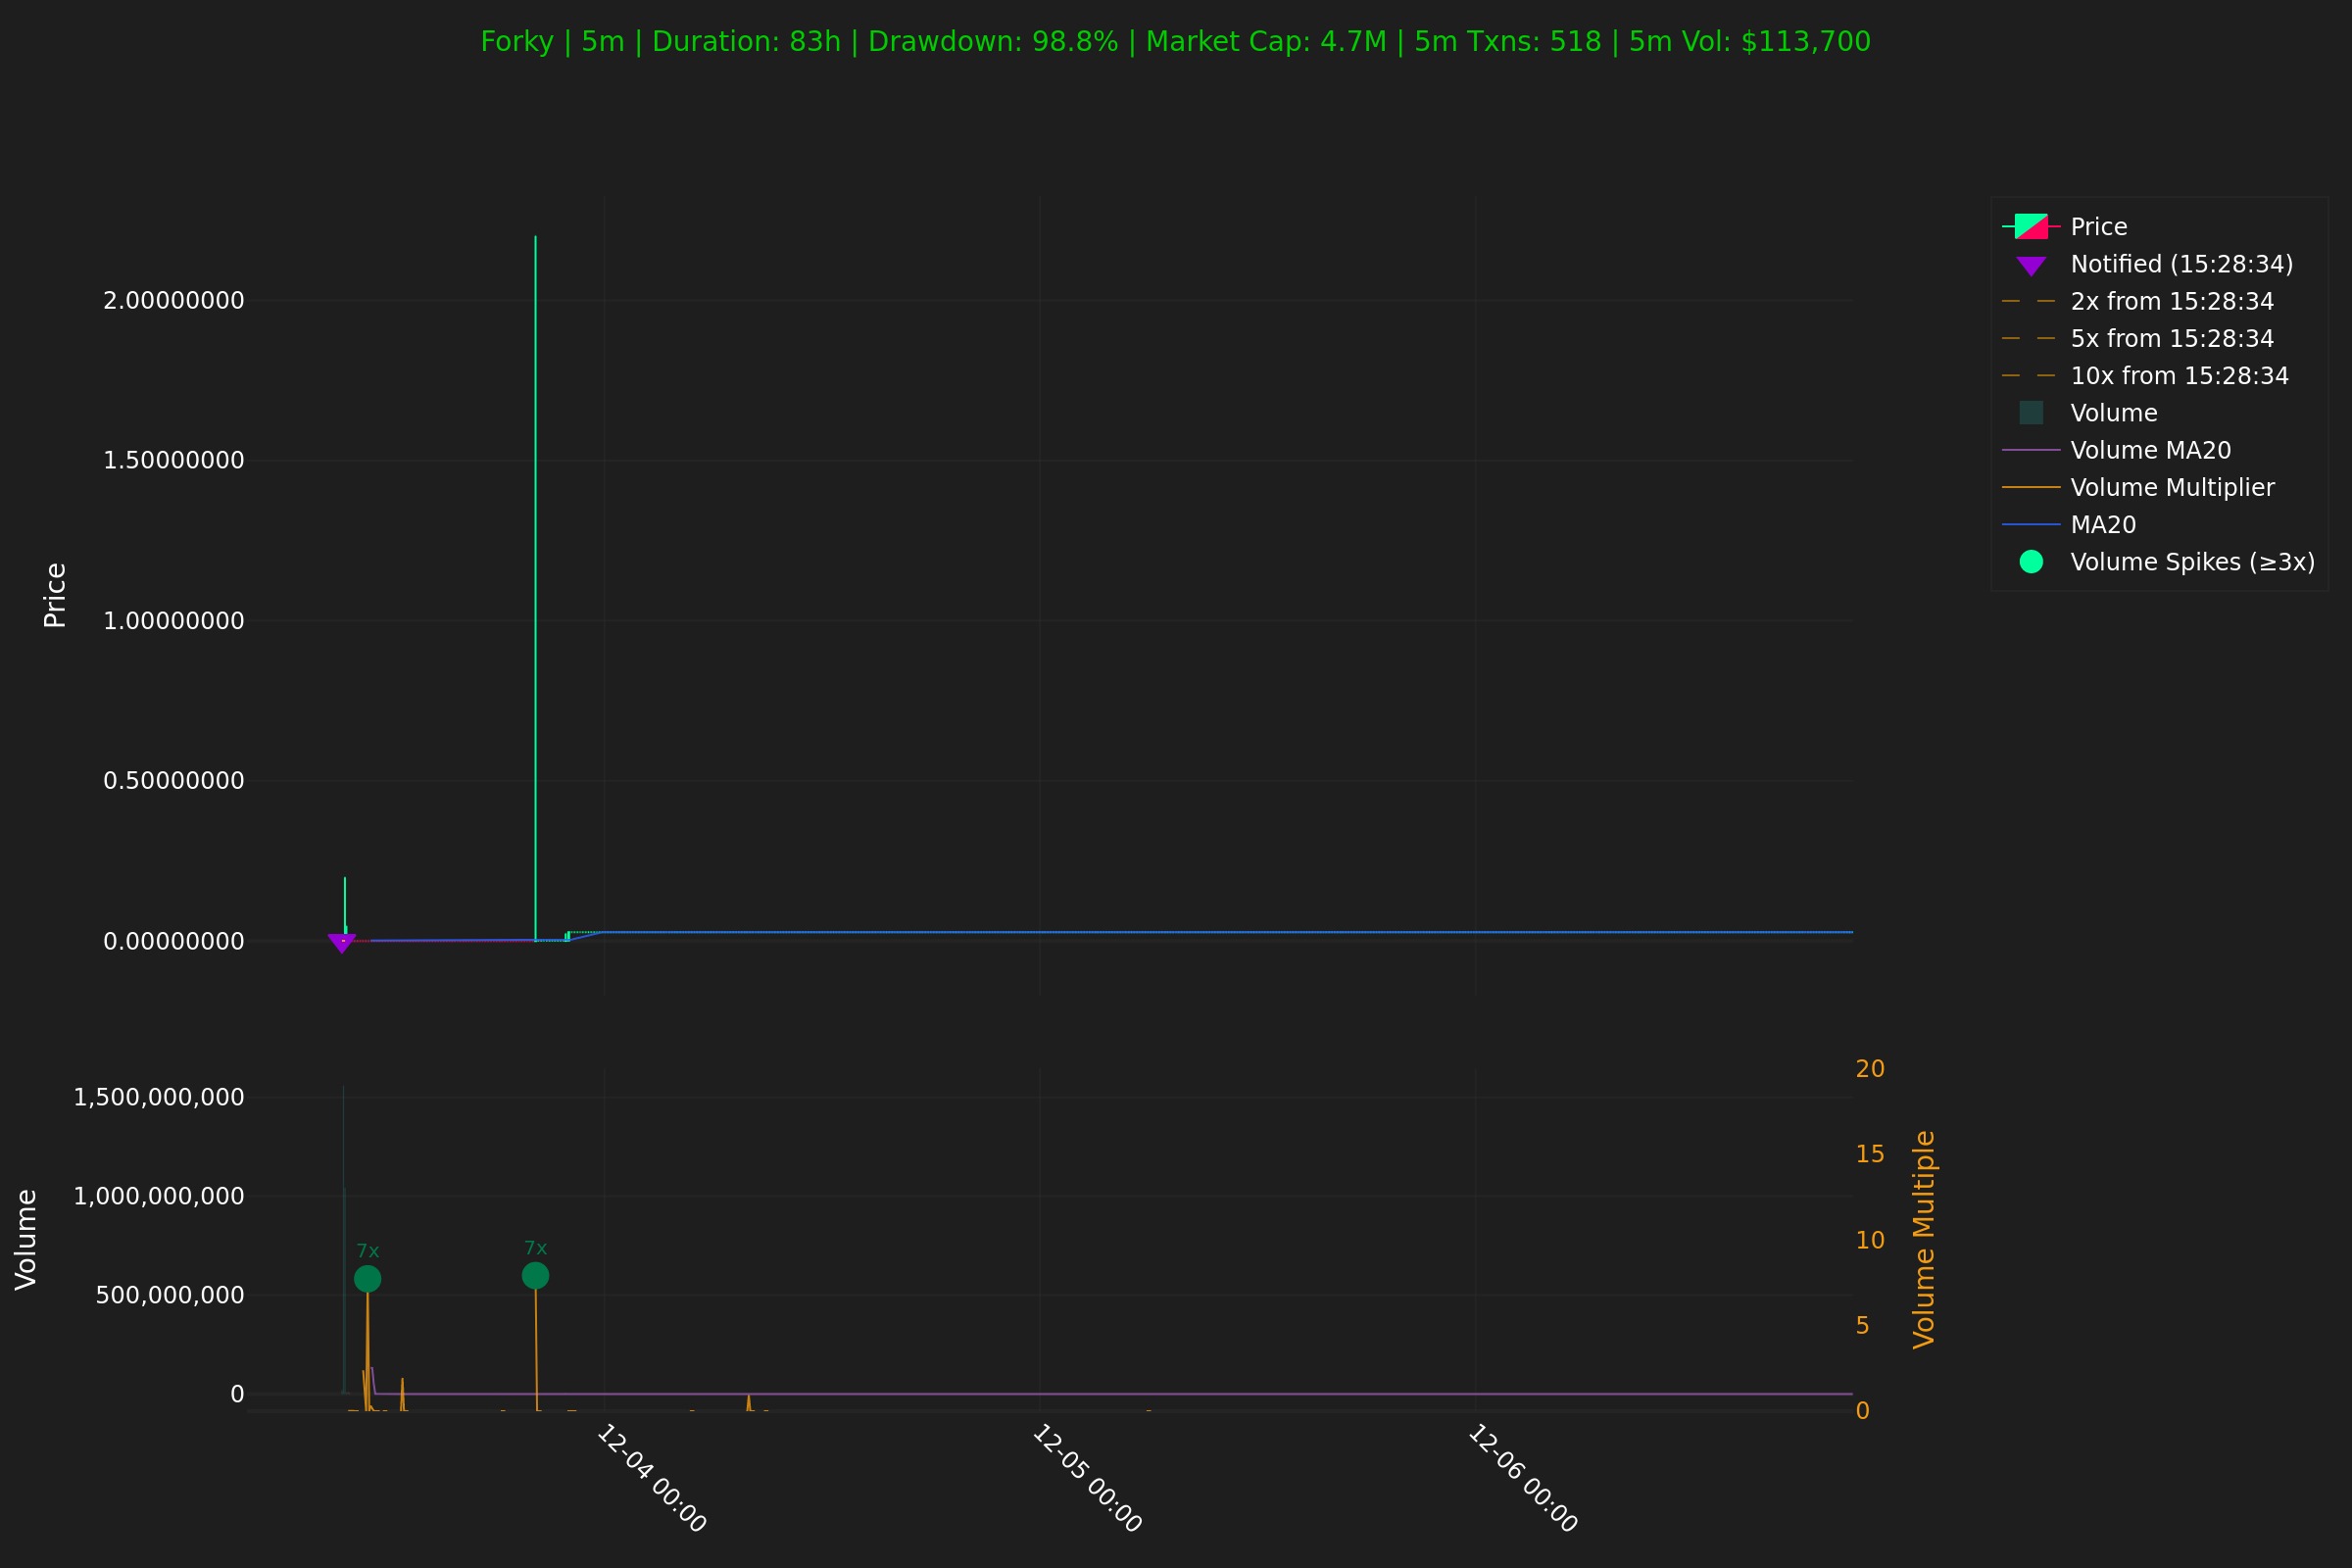 Forky | 5m | Duration: 83h | Drawdown: 98.8% | Market Cap: 4.7M | 5m Txns: 518 | 5m Vol: $113,700
Price
2.00000000
1.50000000
1.00000000
0.50000000
0.00000000
Price
Notified (15:28:34)
2x from 15:28:34
5x from 15:28:34
10x from 15:28:34
Volume
Volume MA20
Volume Multiplier
MA20
Volume Spikes (≥3x)
Volume
1,500,000,000
1,000,000,000
500,000,000
0
7x
7x
20
15
10
5
0
Volume Multiple
12-04 00:00
12-05 00:00
12-06 00:00